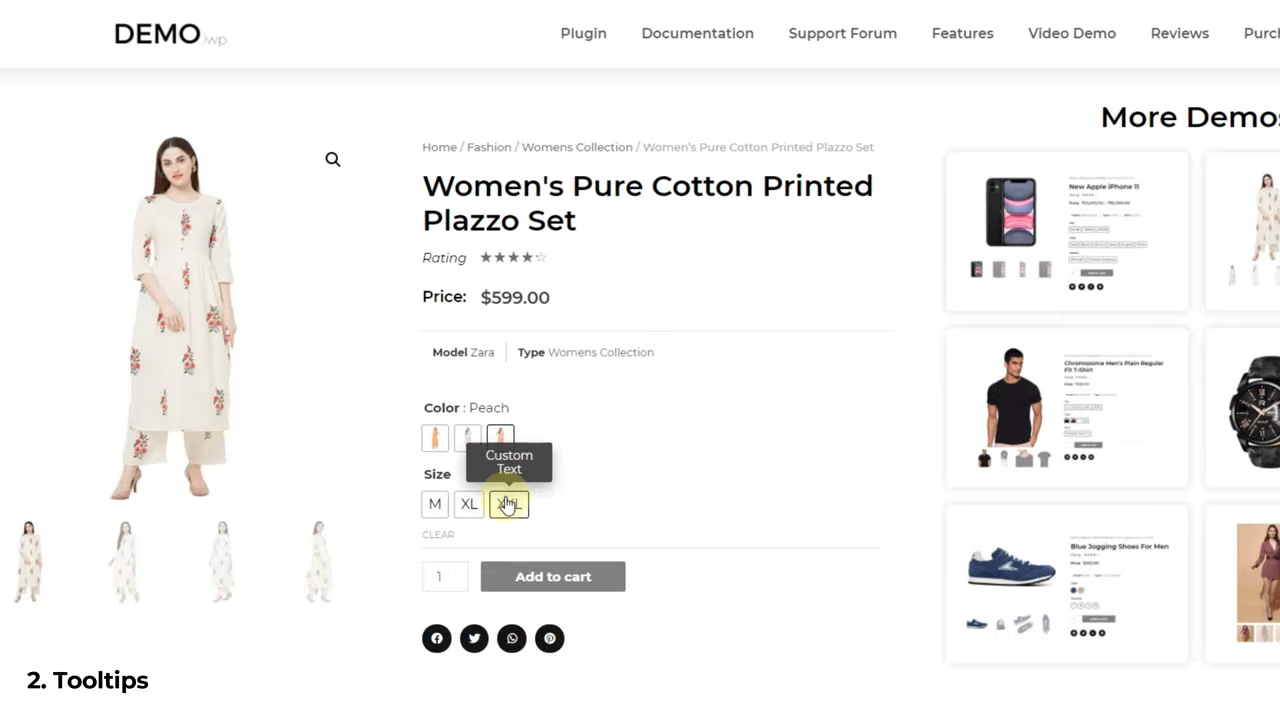 DEMO.iwp
Plugin
Documentation
Support Forum
Features
Video Demo
Reviews
Purch
More Demos
Home / Fashion / Womens Collection / Women's Pure Cotton Printed Plazzo Set
Women's Pure Cotton Printed
Plazzo Set
Rating
Price: $599.00
Model Zara
Type Womens Collection
Color : Peach
Custom
Text
Size
M
XL
CLEAR
1
Add to cart
New Apple iPhone 11
Chromozome Men's Plain Regular
Fit T-Shirt
Blue Jogging Shoes For Men
2. Tooltips